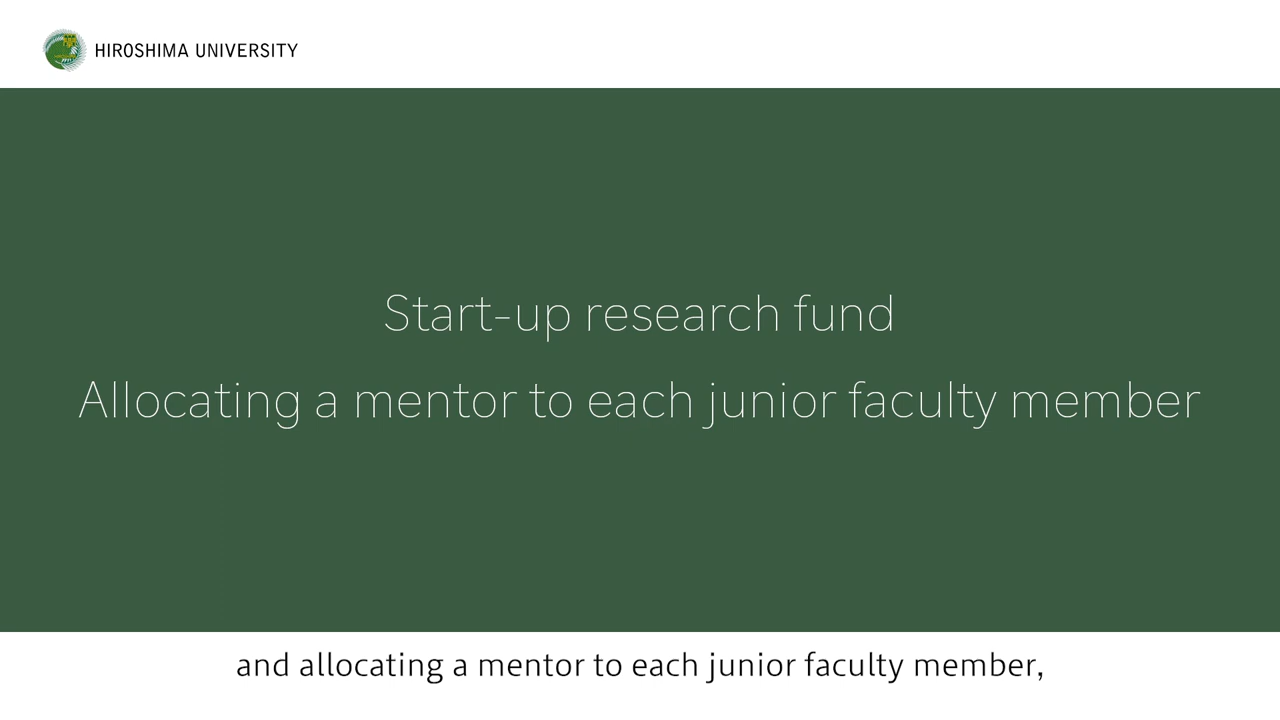 HIROSHIMA UNIVERSITY
Start-up research fund
Allocating a mentor to each junior faculty member
and allocating a mentor to each junior faculty member,